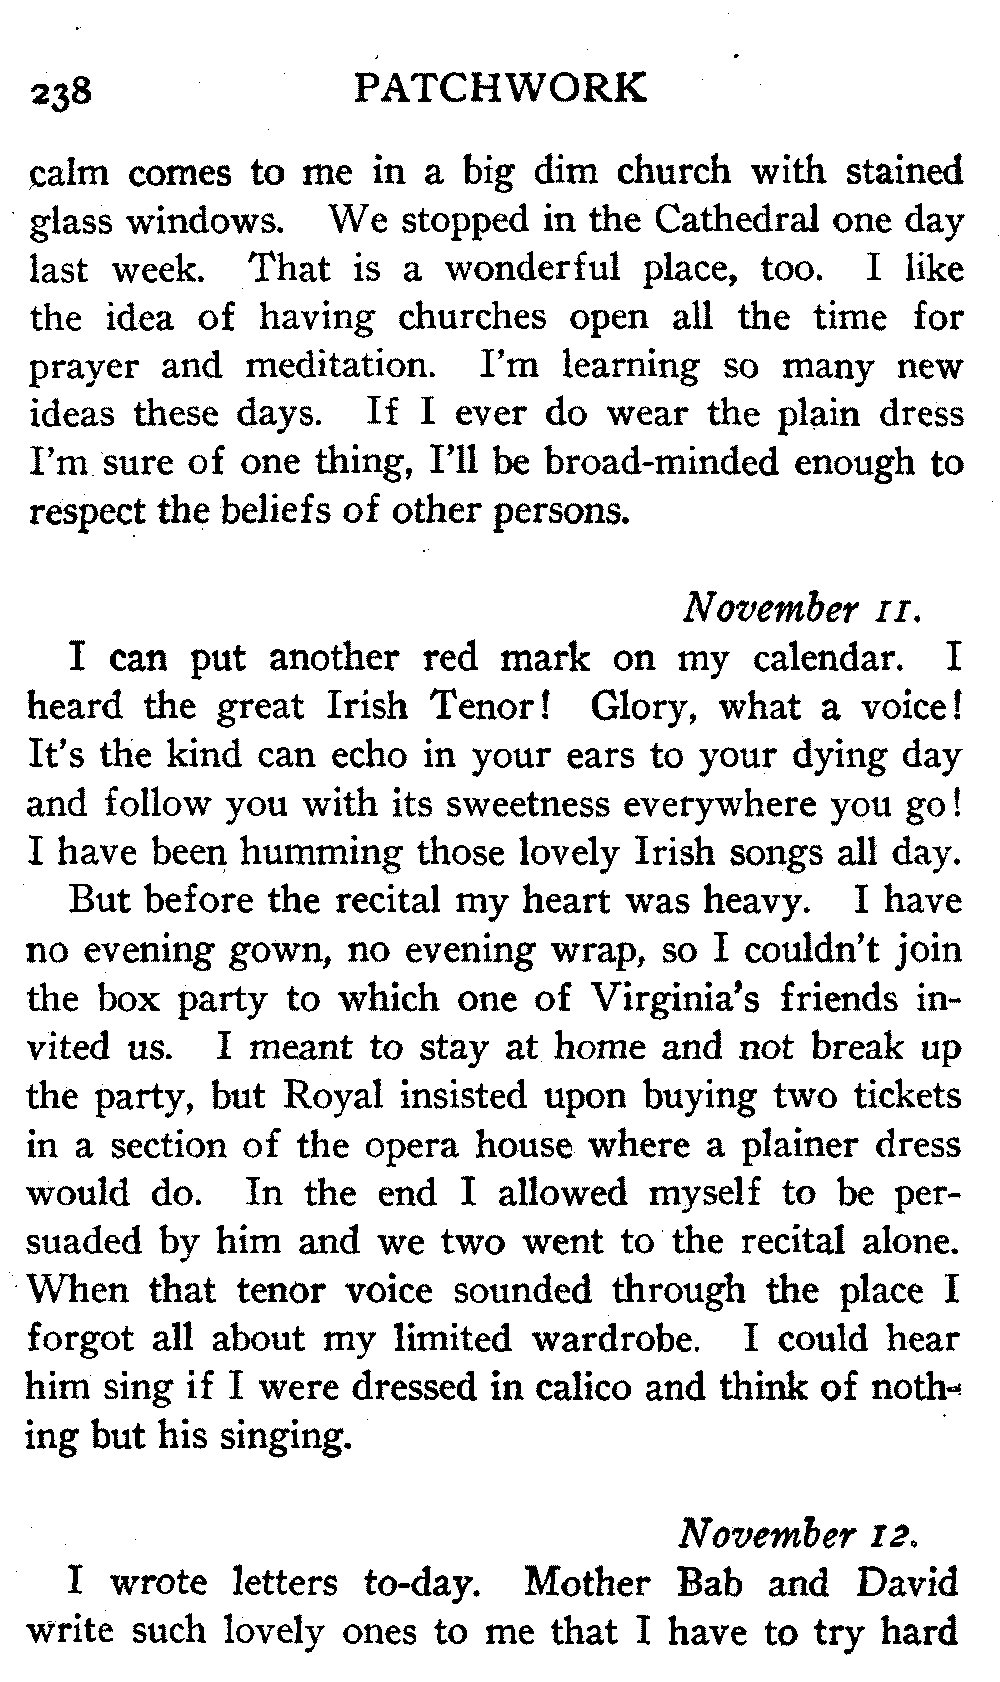 238 PATCHWORK
calm comes to me in a big dim church with stained
glass windows. We stopped in the Cathedral one day
last week. That is a wonderful place, too. I like
the idea of having churches open all the time for
prayer and meditation. I'm learning so many new
ideas these days. If I ever do wear the plain dress
I'm sure of one thing, I'll be broad-minded enough to
respect the beliefs of other persons.
November 11.
I can put another red mark on my calendar. I
heard the great Irish Tenor! Glory, what a voice!
It's the kind can echo in your ears to your dying day
and follow you with its sweetness everywhere you go!
I have been humming those lovely Irish songs all day.
But before the recital my heart was heavy. I have
no evening gown, no evening wrap, so I couldn't join
the box party to which one of Virginia's friends in-
vited us. I meant to stay at home and not break up
the party, but Royal insisted upon buying two tickets
in a section of the opera house where a plainer dress
would do. In the end I allowed myself to be per-
suaded by him and we two went to the recital alone.
When that tenor voice sounded through the place I
forgot all about my limited wardrobe. I could hear
him sing if I were dressed in calico and think of noth-
ing but his singing.
November 12.
I wrote letters to-day. Mother Bab and David
write such lovely ones to me that I have to try hard